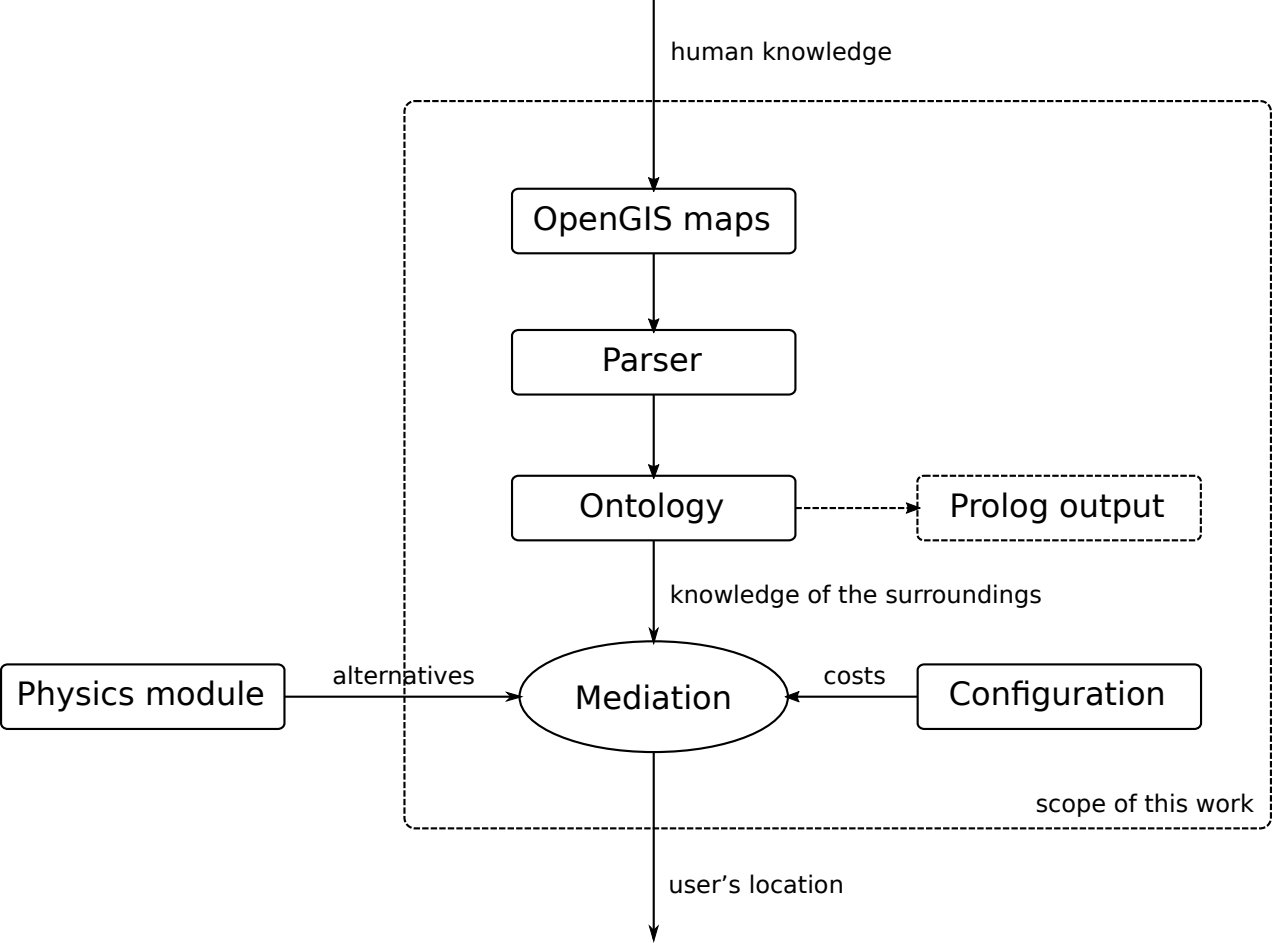 human knowledge
OpenGIS maps
Parser
Ontology
Prolog output
knowledge of the surroundings
Physics module
alternatives
Mediation
costs
Configuration
scope of this work
user’s location